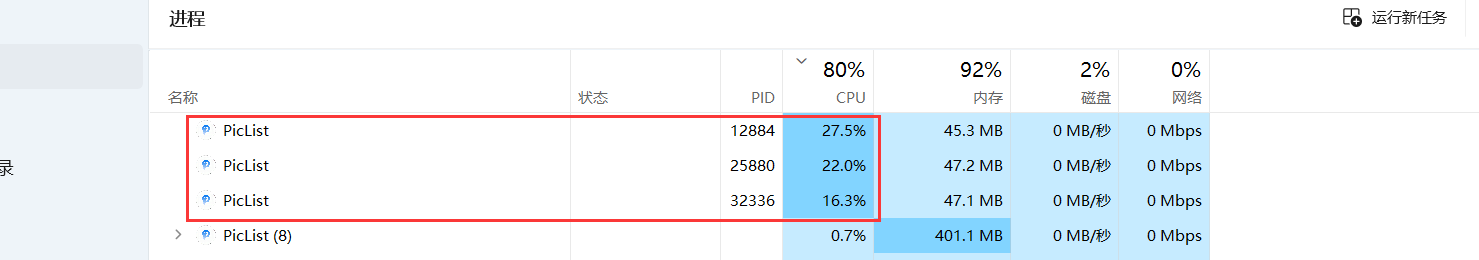 进程
运行新任务
80% 92% 2% 0%
名称 状态 PID CPU 内存 磁盘 网络
PicList 12884 27.5% 45.3 MB 0 MB/秒 0 Mbps
录
PicList 25880 22.0% 47.2 MB 0 MB/秒 0 Mbps
PicList 32336 16.3% 47.1 MB 0 MB/秒 0 Mbps
PicList (8) 0.7% 401.1 MB 0 MB/秒 0 Mbps